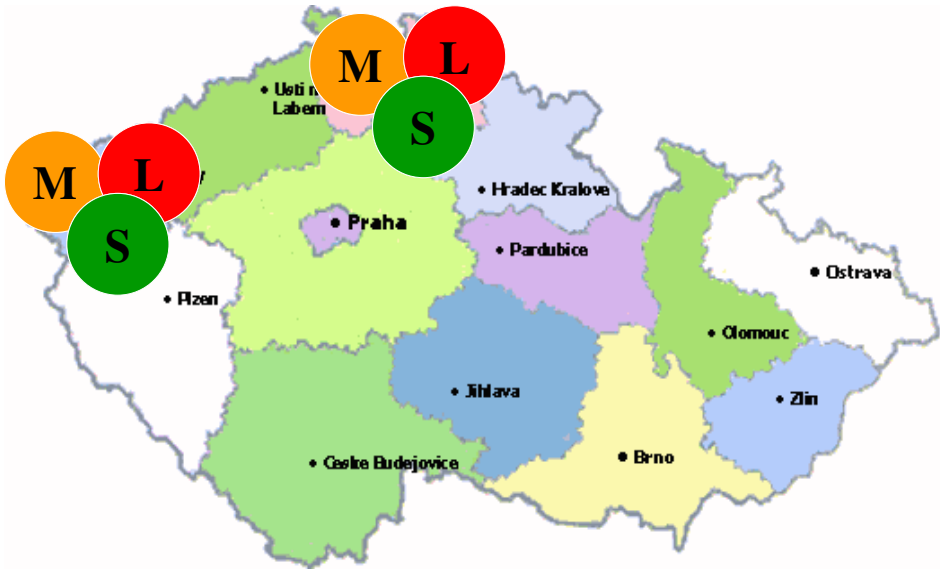 M
L
Usti n
Labem
S
M
L
S
Hradec Kralove
Praha
Pardubice
Ostrava
Plzen
Olomouc
Jihlava
Zlin
Ceske Budejovice
Brno